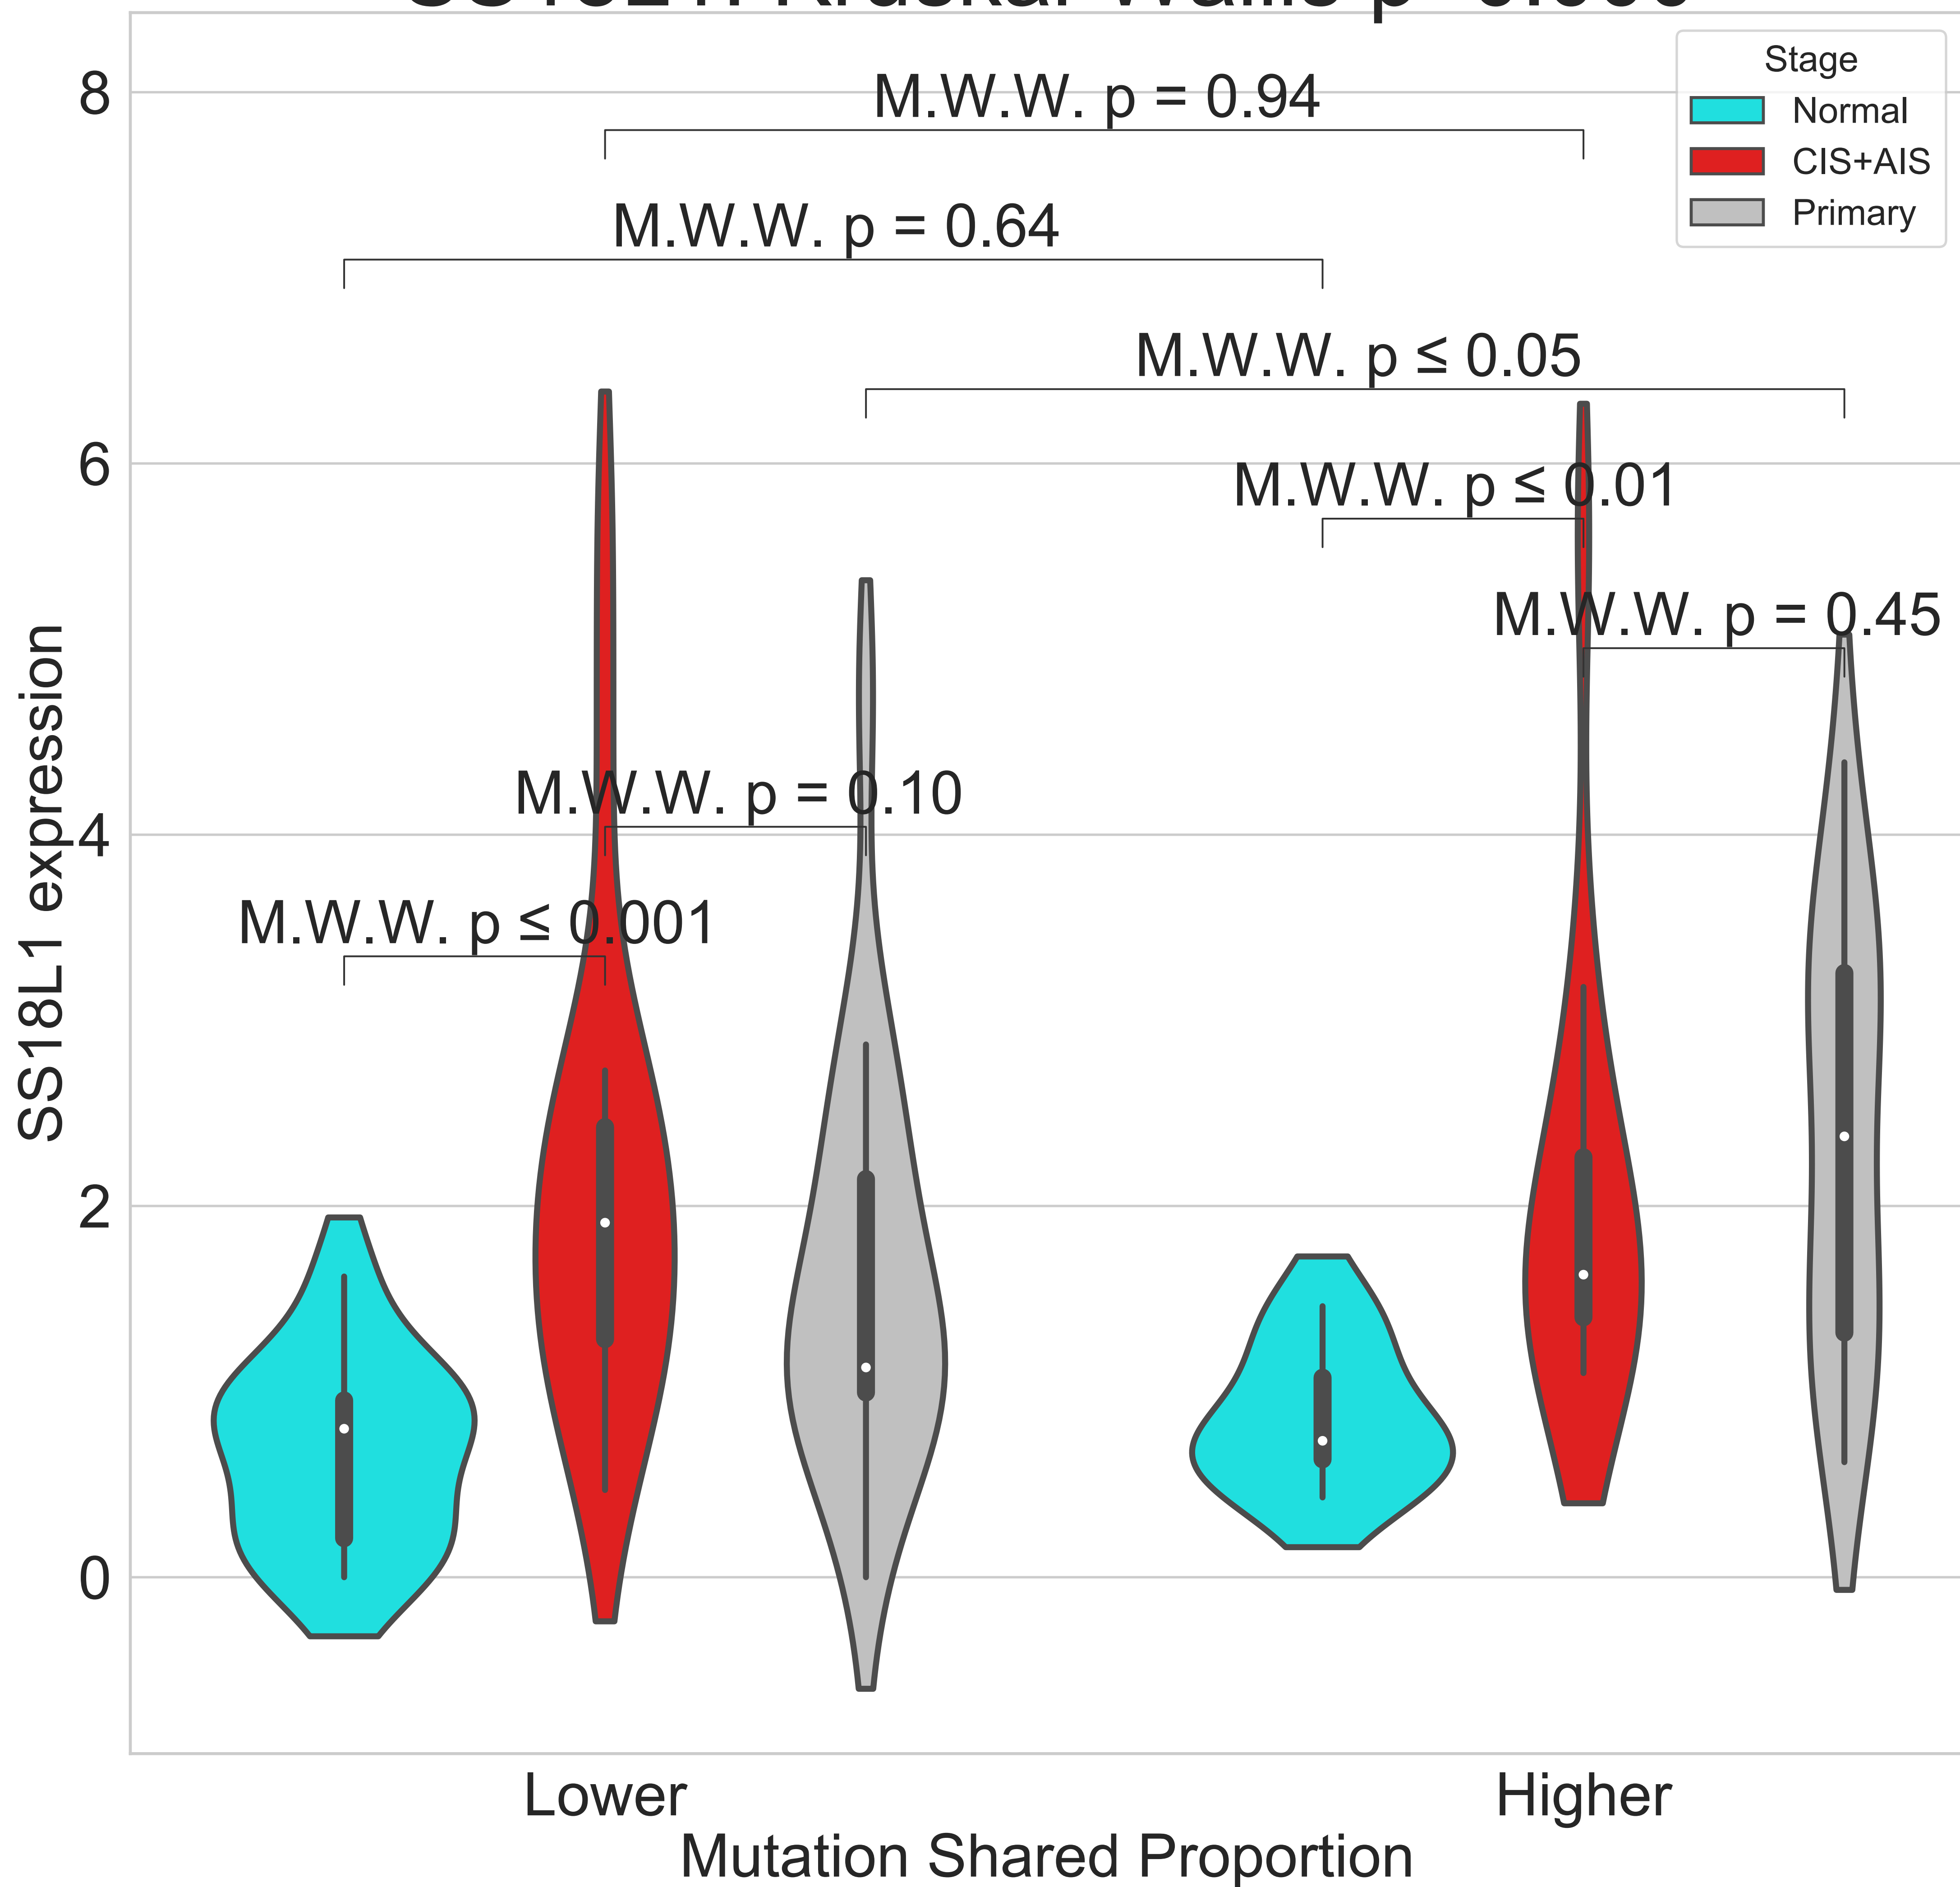 8
6
4
2
0
SS18L1 expression
M.W.W. p = 0.94
M.W.W. p = 0.64
M.W.W. p ≤ 0.05
M.W.W. p ≤ 0.01
M.W.W. p = 0.45
M.W.W. p = 0.10
M.W.W. p ≤ 0.001
Stage
Normal
CIS+AIS
Primary
Lower
Higher
Mutation Shared Proportion